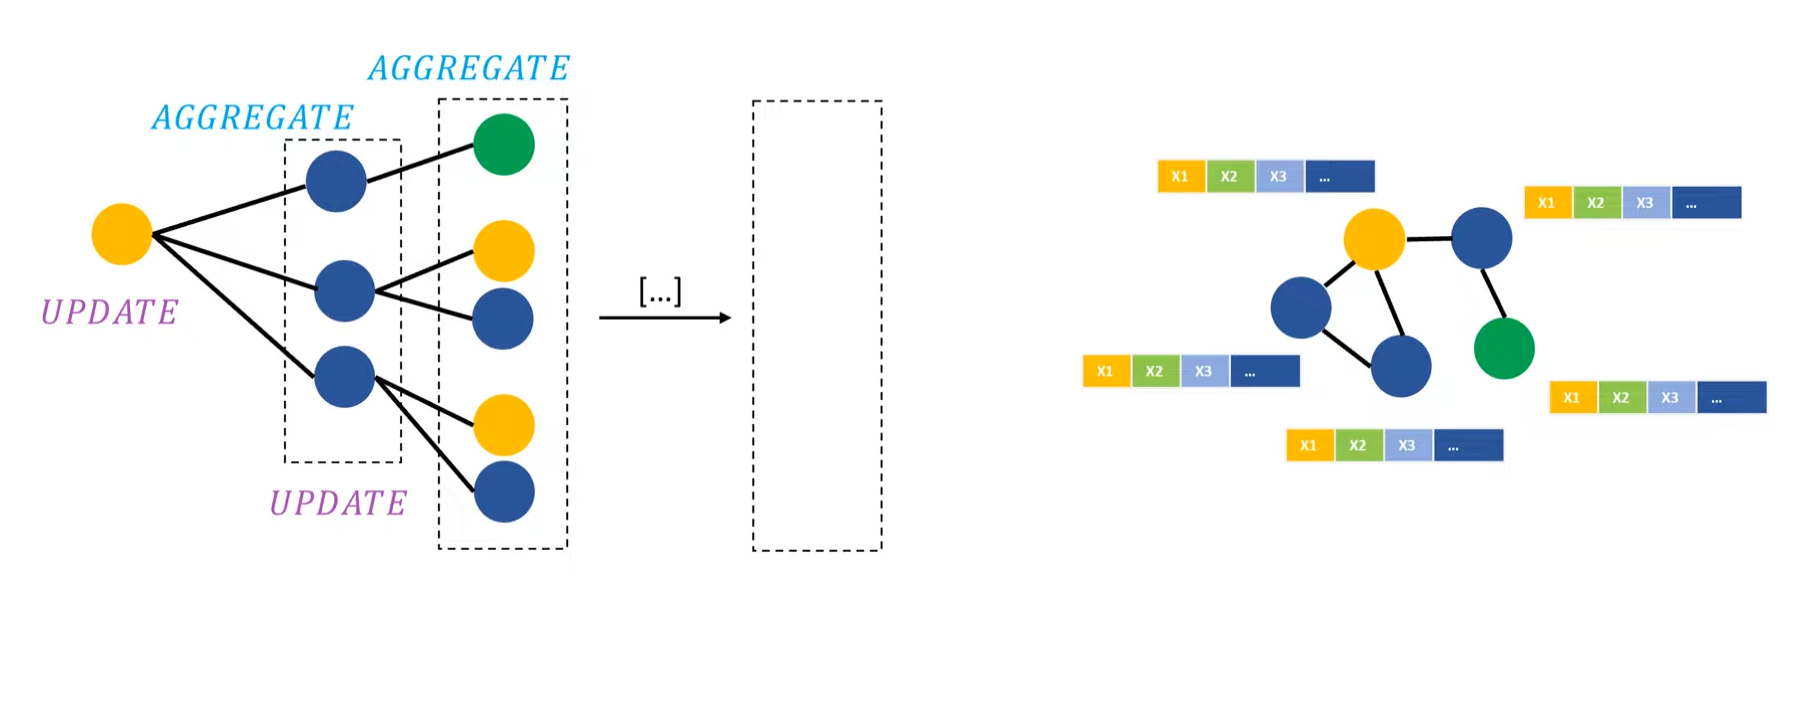 AGGREGATE
AGGREGATE
UPDATE
UPDATE
[...]
X1 X2 X3 ...
X1 X2 X3 ...
X1 X2 X3 ...
X1 X2 X3 ...
X1 X2 X3 ...